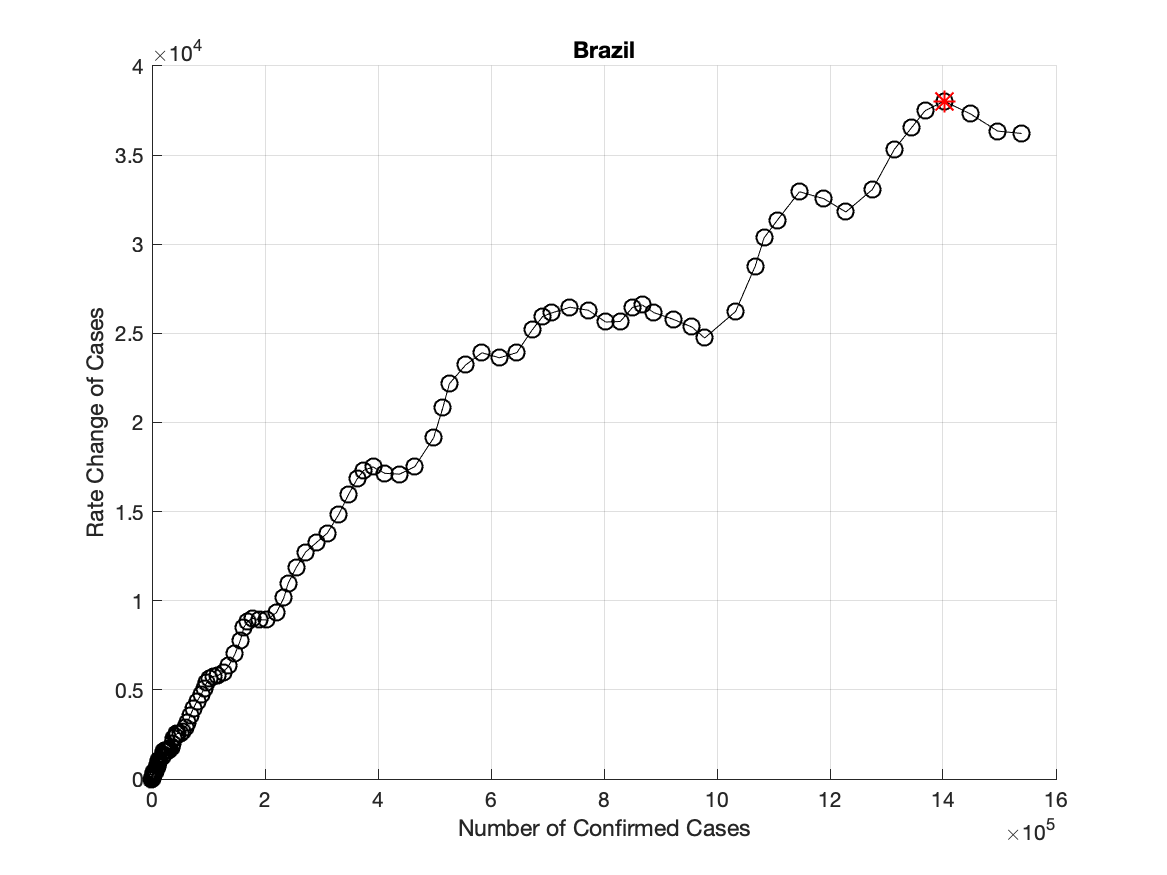 Brazil
×10⁴
4
3.5
3
2.5
2
1.5
1
0.5
0
Rate Change of Cases
0 2 4 6 8 10 12 14 16
Number of Confirmed Cases
×10⁵